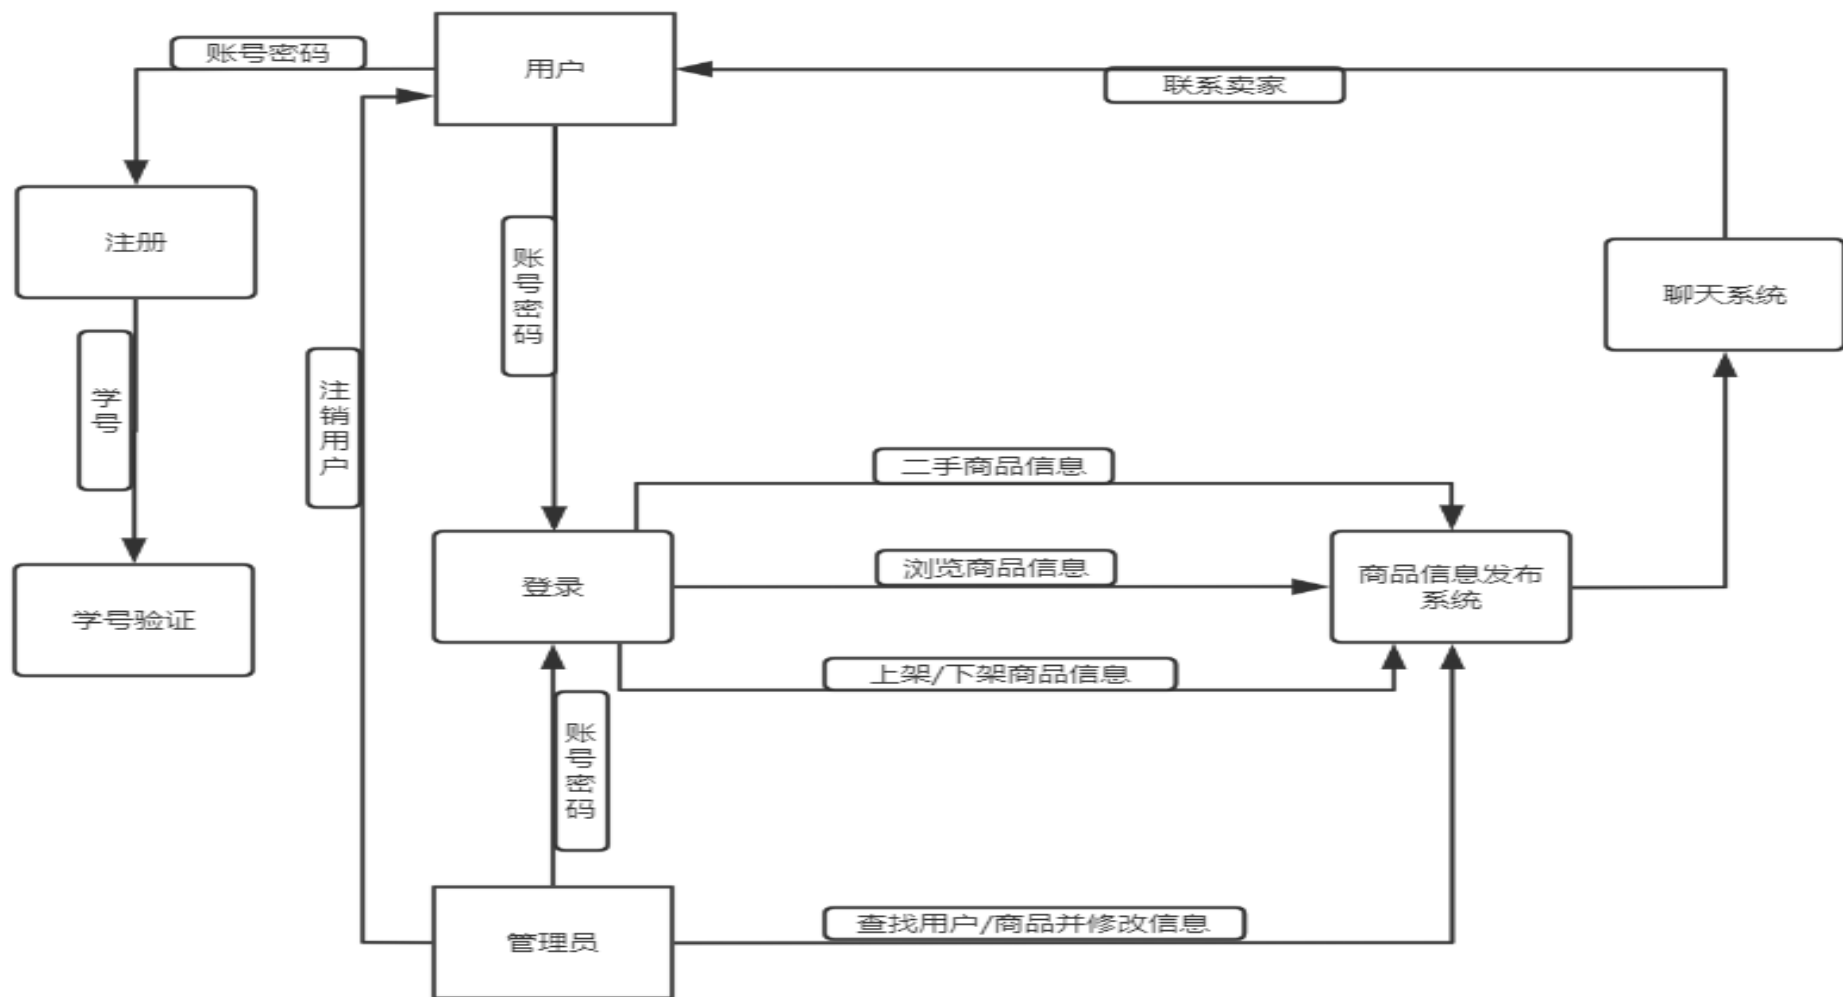 账号密码
用户
联系卖家
注册
账
号
密
码
聊天系统
学
号
注
销
用
户
二手商品信息
登录
浏览商品信息
商品信息发布
系统
学号验证
上架/下架商品信息
账
号
密
码
管理员
查找用户/商品并修改信息